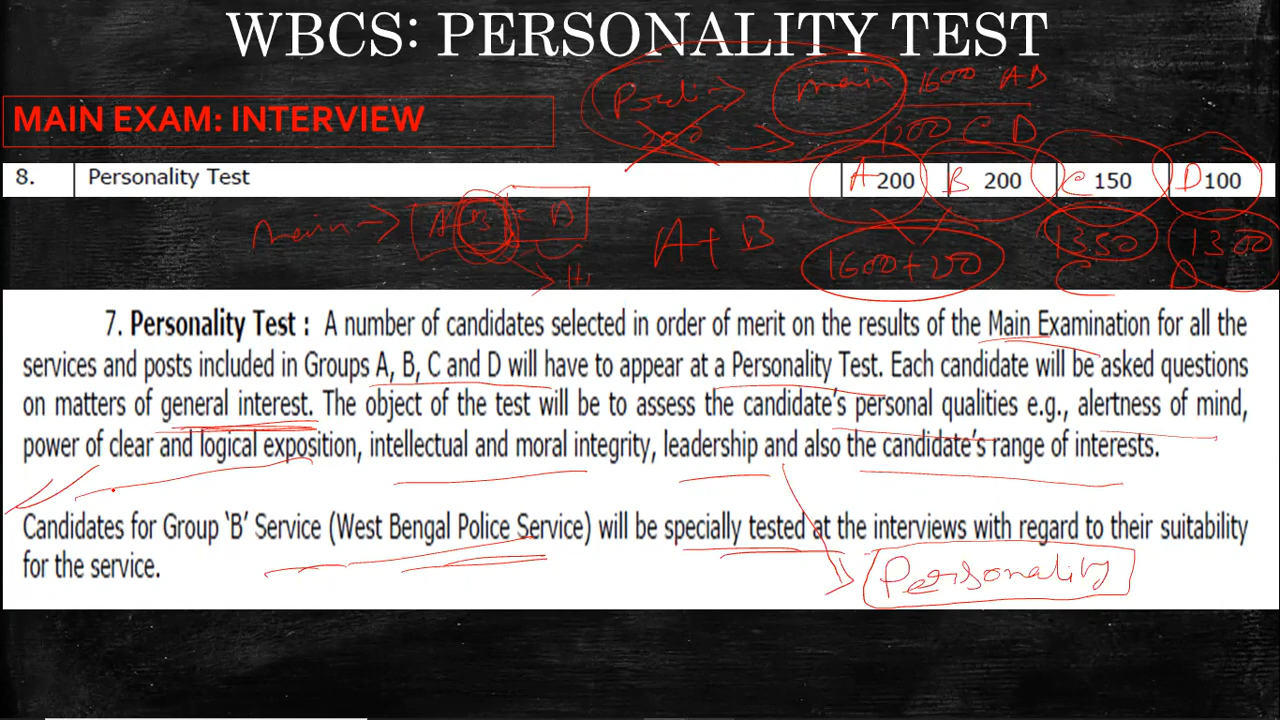 WBCS: PERSONALITY TEST
MAIN EXAM: INTERVIEW
main 1600 AB
200 1200 C D
8. Personality Test A 200 B 200 C 150 D 100
main A B C D
A+ B 1600+200 1350 1300
C D
7. Personality Test : A number of candidates selected in order of merit on the results of the Main Examination for all the
services and posts included in Groups A, B, C and D will have to appear at a Personality Test. Each candidate will be asked questions
on matters of general interest. The object of the test will be to assess the candidate's personal qualities e.g., alertness of mind,
power of clear and logical exposition, intellectual and moral integrity, leadership and also the candidate's range of interests.
Candidates for Group 'B' Service (West Bengal Police Service) will be specially tested at the interviews with regard to their suitability
for the service.
Personality